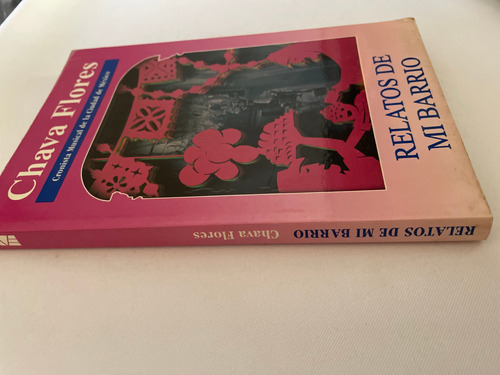 Chava Flores
Cronista Musical de la Ciudad de México
RELATOS DE
MI BARRIO
RELATOS DE MI BARRIO Chava Flores